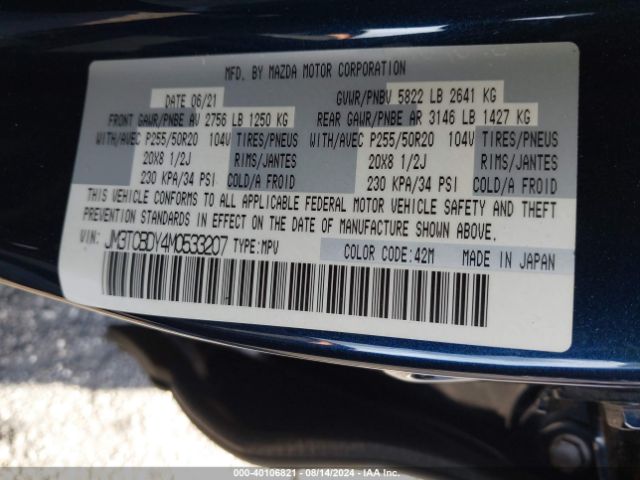 MFD. BY MAZDA MOTOR CORPORATION
DATE 06/21 GVWR/PNBV 5822 LB 2641 KG
FRONT GAWR/PNBE AV 2756 LB 1250 KG REAR GAWR/PNBE AR 3146 LB 1427 KG
WITH/AVEC P255/50R20 104V TIRES/PNEUS WITH/AVEC P255/50R20 104V TIRES/PNEUS
20X8 1/2J RIMS/JANTES 20X8 1/2J RIMS/JANTES
230 KPA/34 PSI COLD/A FROID 230 KPA/34 PSI COLD/A FROID
THIS VEHICLE CONFORMS TO ALL APPLICABLE FEDERAL MOTOR VEHICLE SAFETY AND THEFT
PREVENTION STANDARDS IN EFFECT ON THE DATE OF MANUFACTURE SHOWN ABOVE.
VIN: JM3TCBDY4M0533207 TYPE:MPV COLOR CODE:42M MADE IN JAPAN
000-40106821 - 08/14/2024 - IAA Inc.